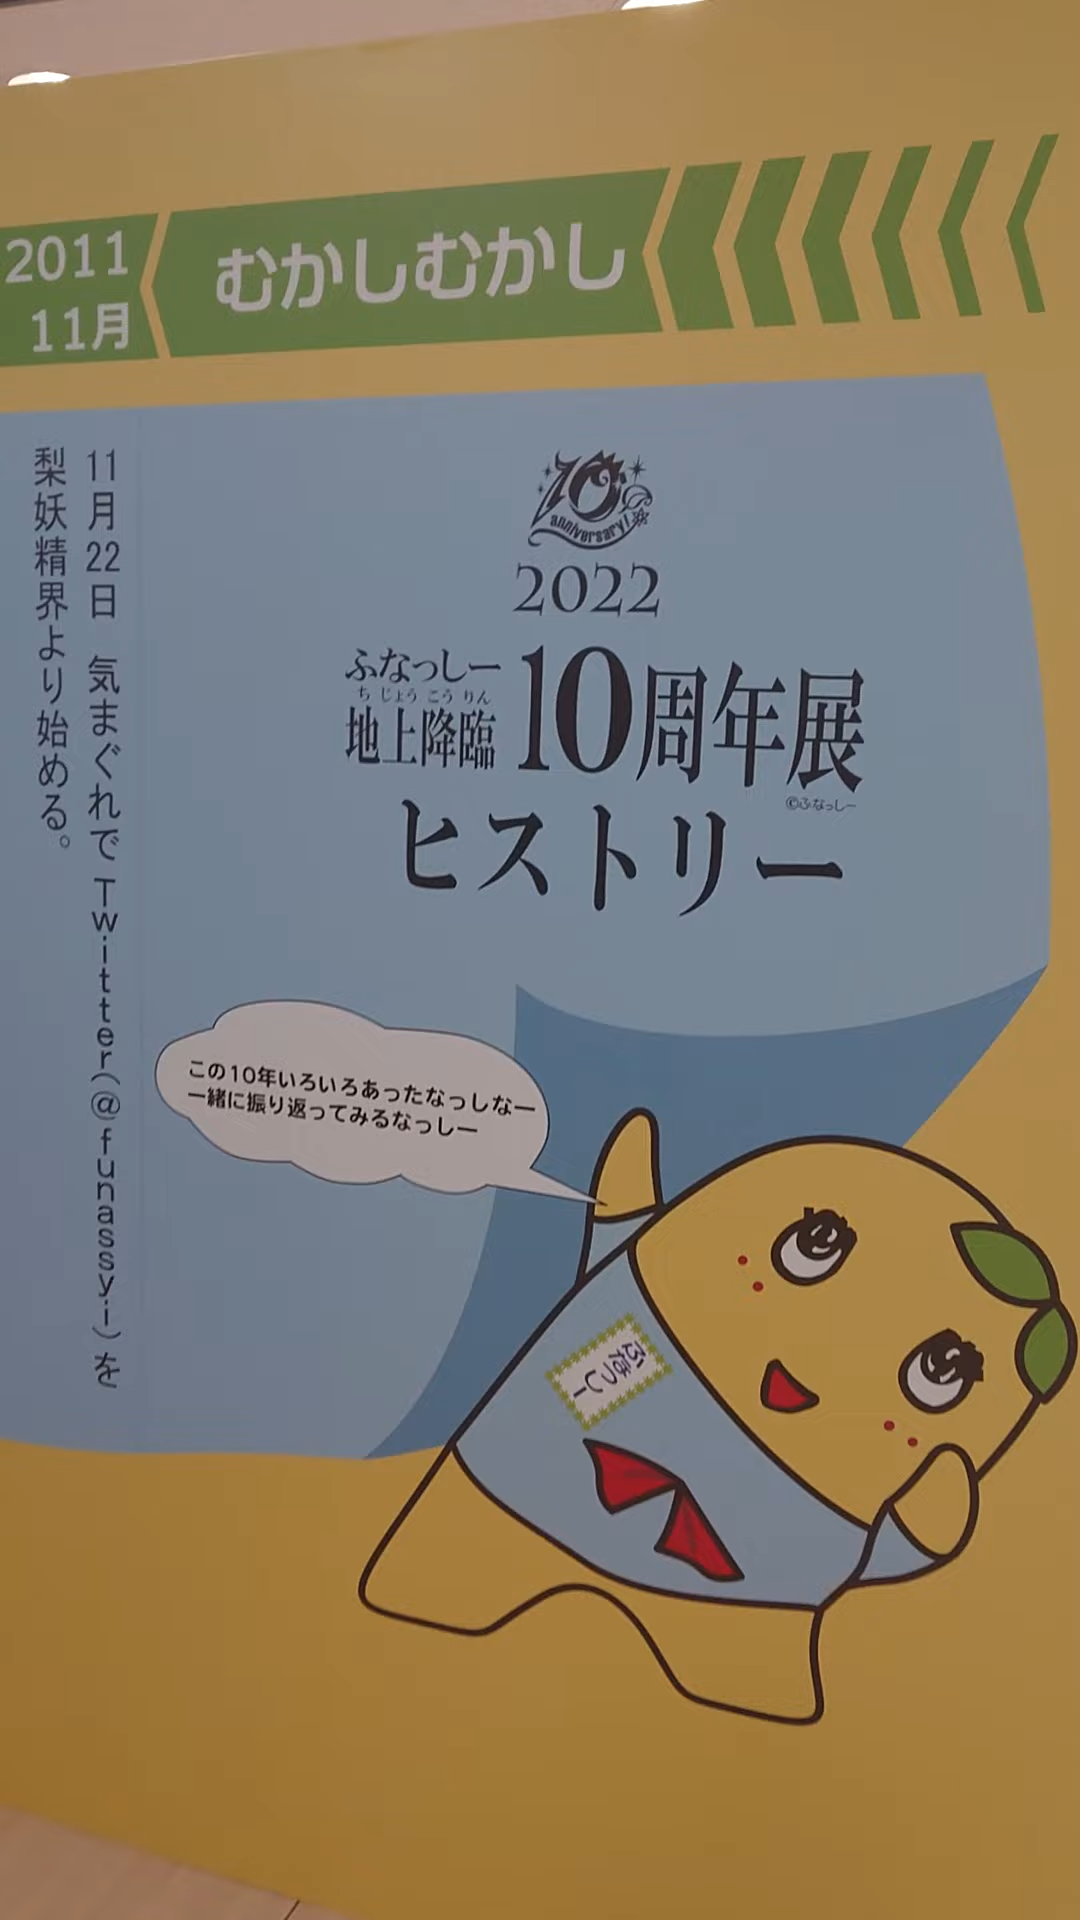 むかしむかし
2011
11月
10
anniversary!
2022
ふなっしー
ちじょうこうりん
地上降臨
10周年展
©ふなっしー
ヒストリー
11月22日 気まぐれでTwitter(@funassyi)を
梨妖精界より始める。
この10年いろいろあったなっしなー
一緒に振り返ってみるなっしー
ふなっしー